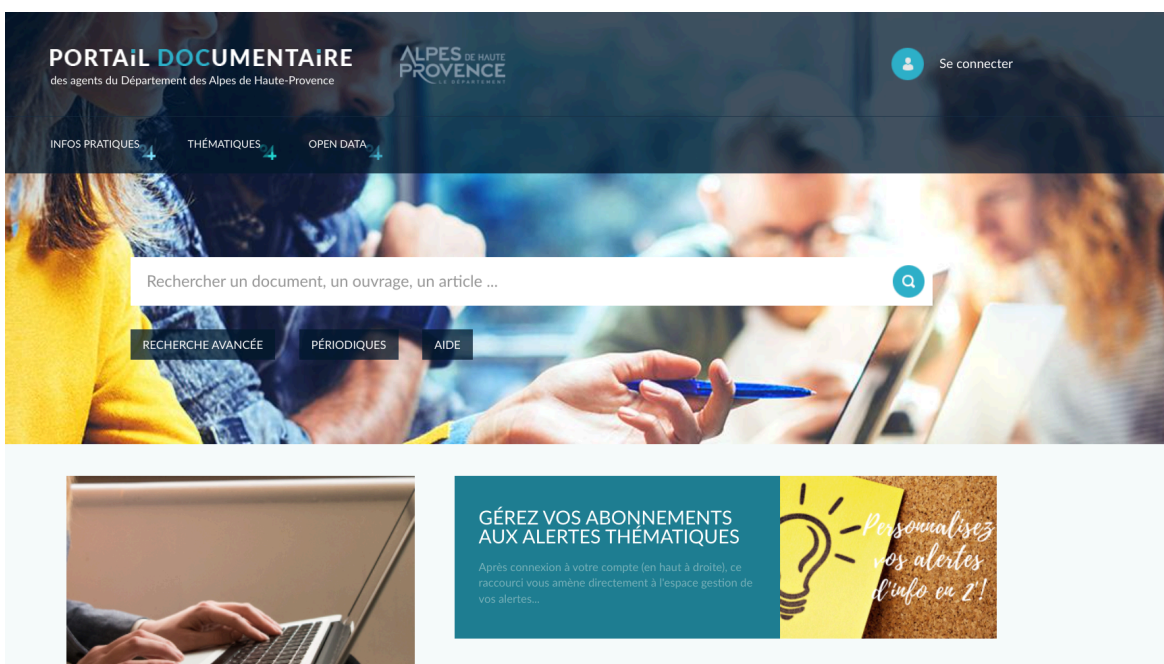 PORTAiL DOCUMENTAiRE
des agents du Département des Alpes de Haute-Provence
ALPES DE HAUTE
PROVENCE
LE DÉPARTEMENT
Se connecter
INFOS PRATIQUES
THÉMATIQUES
OPEN DATA
Rechercher un document, un ouvrage, un article ...
RECHERCHE AVANCÉE
PÉRIODIQUES
AIDE
GÉREZ VOS ABONNEMENTS
AUX ALERTES THÉMATIQUES
Après connexion à votre compte (en haut à droite), ce
raccourci vous amène directement à l'espace gestion de
vos alertes...
Personnalisez
vos alertes
d'info en 2'!